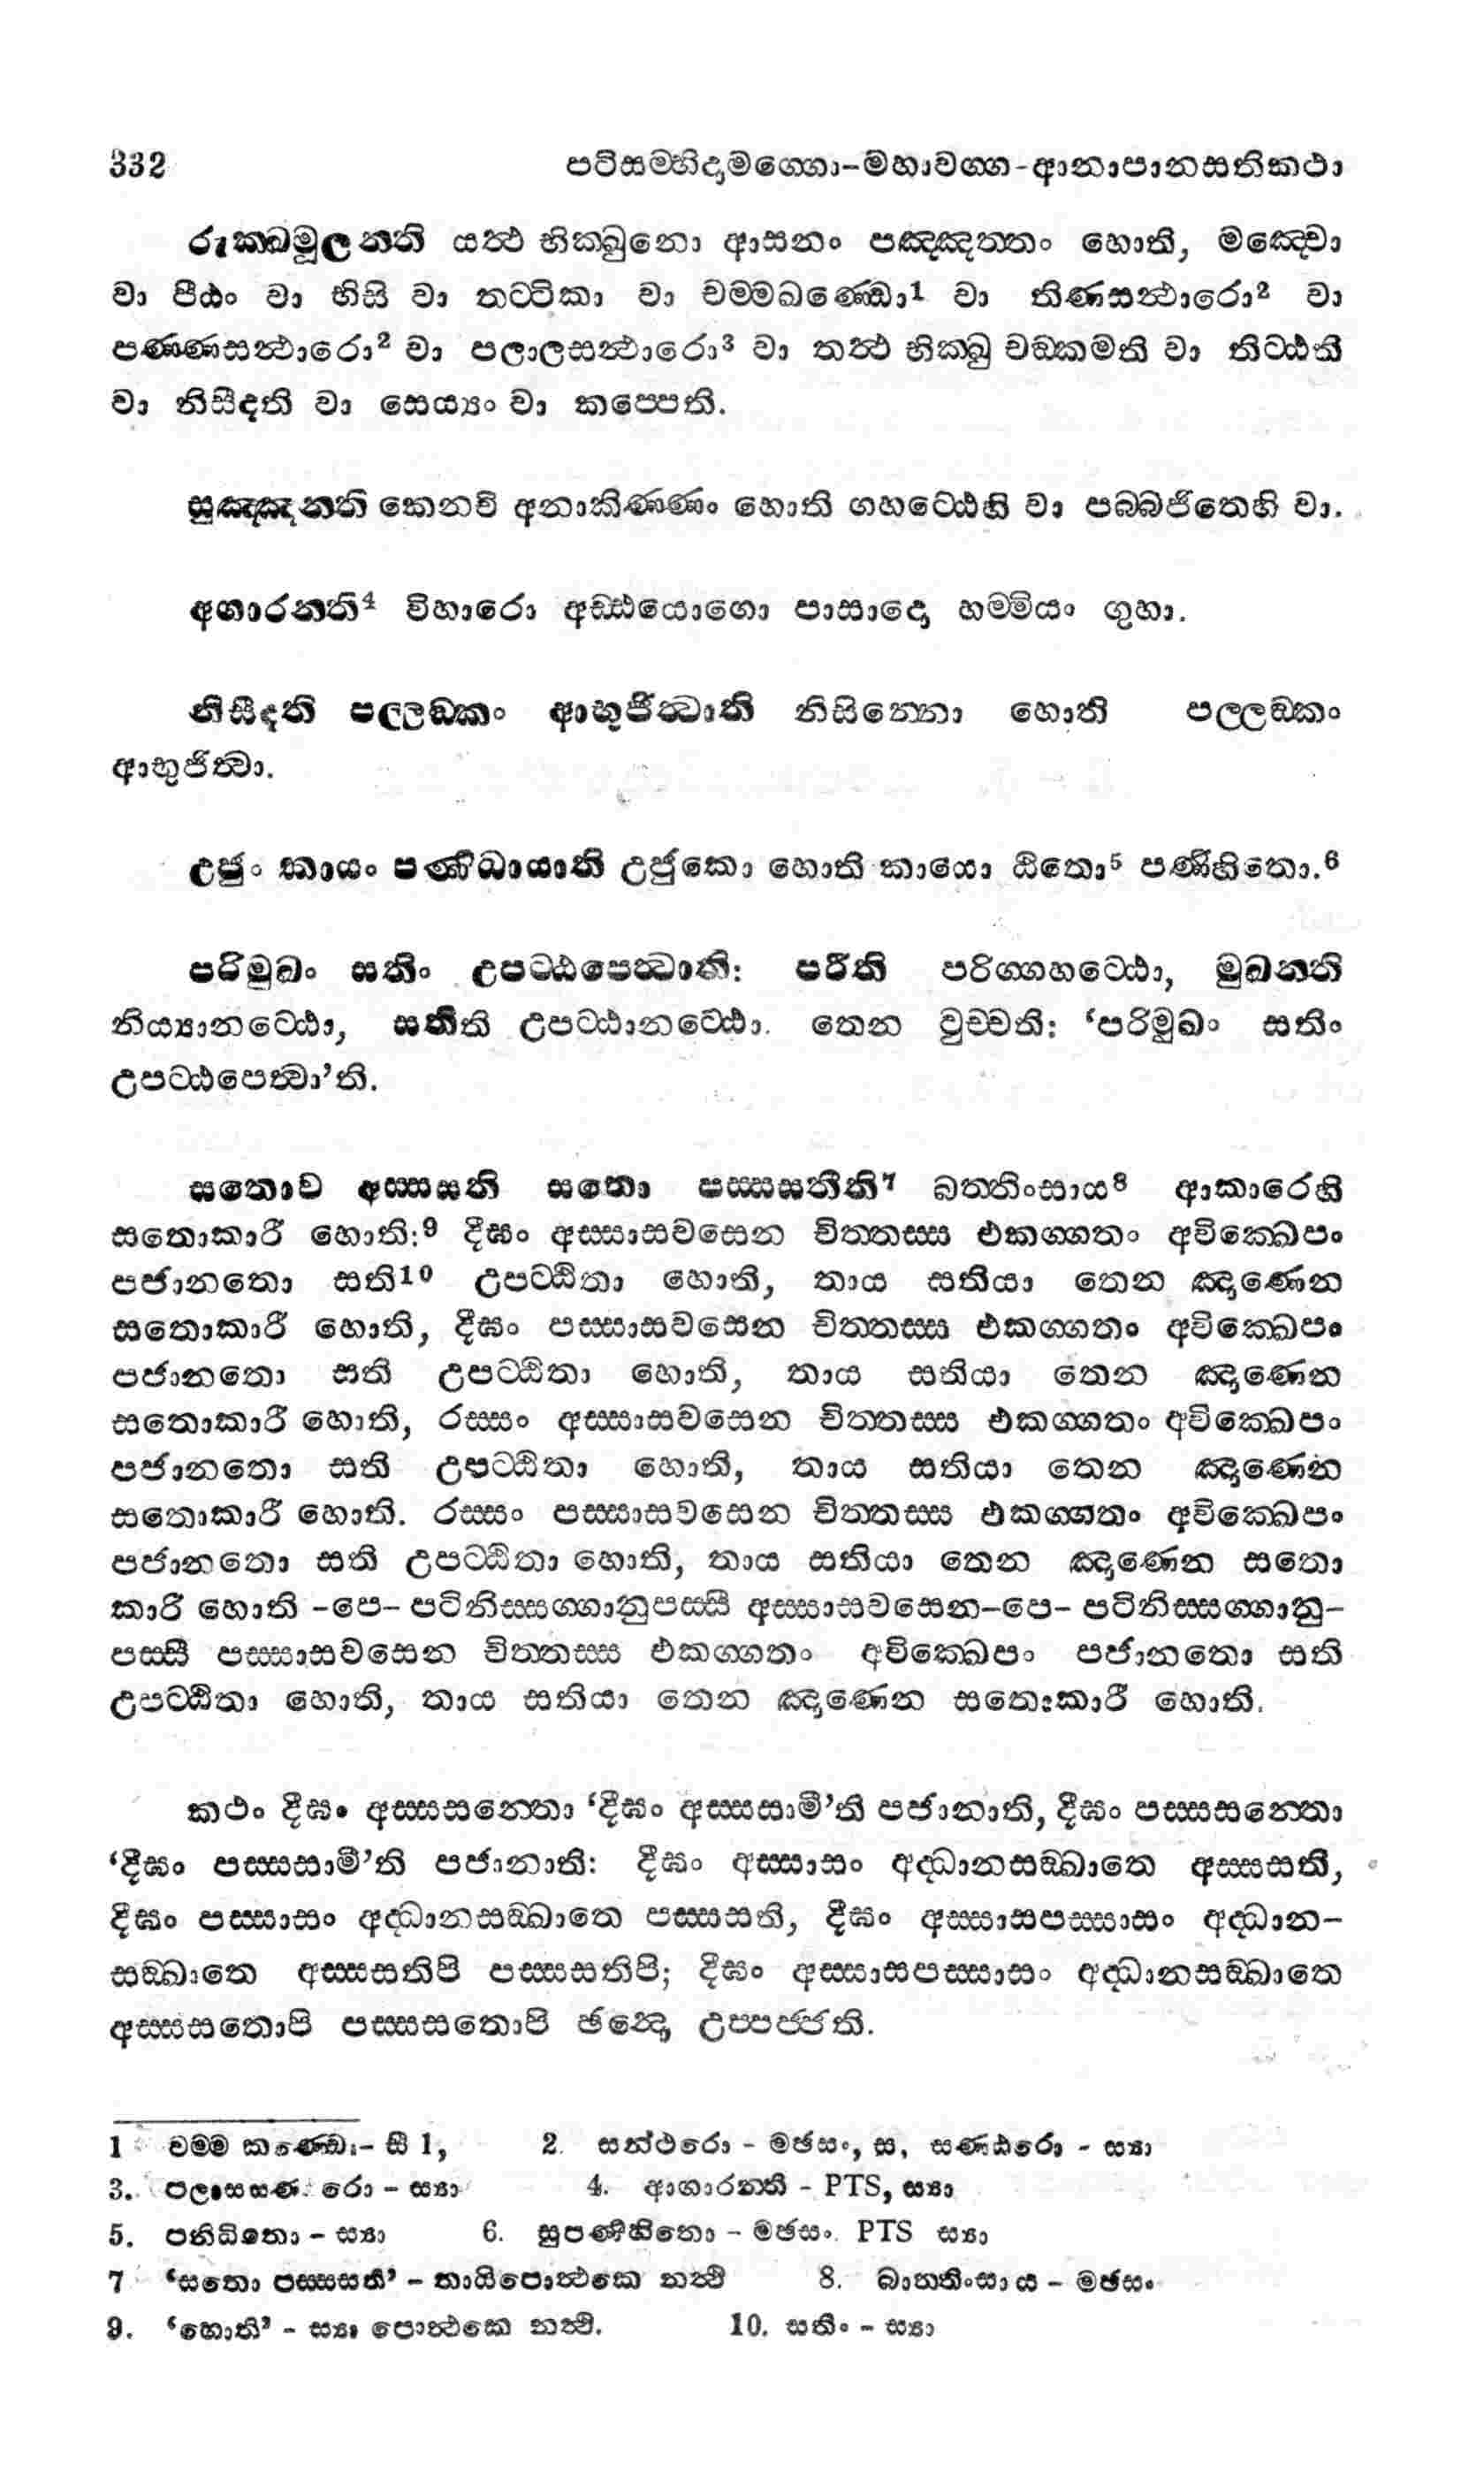 332 පටිසම්භිදාමග්ගො-මහාවග්ග-ආනාපානසතිකථා
රුක්ඛමූලන්ති යත්ථ භික්ඛුනො ආසනං පඤ්ඤත්තං හොති, මඤ්චො
වා පීඨං වා භිසි වා තට්ටිකා වා චම්මඛණ්ඩො1 වා තිණසන්ථාරො2 වා
පණ්ණසන්ථාරො2 වා පලාලසන්ථාරො3 වා තත්ථ භික්ඛු චඞ්කමති වා තිට්ඨති
වා නිසීදති වා සෙය්‍යං වා කප්පෙති.
සුඤ්ඤන්ති කෙනචි අනාකිණ්ණං හොති ගහට්ඨෙහි වා පබ්බජිතෙහි වා.
අගාරන්ති4 විහාරො අඩ්ඪයොගො පාසාදො හම්මියං ගුහා.
නිසීදති පල්ලඞ්කං ආභුජිත්වාති නිසින්නො හොති පල්ලඞ්කං
ආභුජිත්වා.
උජුං කායං පණිධායාති උජුකො හොති කායො ඨිතො5 පණිහිතො.6
පරිමුඛං සතිං උපට්ඨපෙත්වාති: පරීති පරිග්ගහට්ඨො, මුඛන්ති
නිය්‍යානට්ඨො, සතීති උපට්ඨානට්ඨො. තෙන වුච්චති: ‘පරිමුඛං සතිං
උපට්ඨපෙත්වා’ති.
සතොව අස්සසති සතො පස්සසතීති7 බත්තිංසාය8 ආකාරෙහි
සතොකාරී හොති:9 දීඝං අස්සාසවසෙන චිත්තස්ස එකග්ගතං අවික්ඛෙපං
පජානතො සති10 උපට්ඨිතා හොති, තාය සතියා තෙන ඤාණෙන
සතොකාරී හොති, දීඝං පස්සාසවසෙන චිත්තස්ස එකග්ගතං අවික්ඛෙපං
පජානතො සති උපට්ඨිතා හොති, තාය සතියා තෙන ඤාණෙන
සතොකාරී හොති, රස්සං අස්සාසවසෙන චිත්තස්ස එකග්ගතං අවික්ඛෙපං
පජානතො සති උපට්ඨිතා හොති, තාය සතියා තෙන ඤාණෙන
සතොකාරී හොති. රස්සං පස්සාසවසෙන චිත්තස්ස එකග්ගතං අවික්ඛෙපං
පජානතො සති උපට්ඨිතා හොති, තාය සතියා තෙන ඤාණෙන සතො
කාරී හොති -පෙ- පටිනිස්සග්ගානුපස්සී අස්සාසවසෙන-පෙ- පටිනිස්සග්ගානු-
පස්සී පස්සාසවසෙන චිත්තස්ස එකග්ගතං අවික්ඛෙපං පජානතො සති
උපට්ඨිතා හොති, තාය සතියා තෙන ඤාණෙන සතොකාරී හොති.
කථං දීඝං අස්සසන්තො ‘දීඝං අස්සසාමී’ති පජානාති, දීඝං පස්සසන්තො
‘දීඝං පස්සසාමී’ති පජානාති: දීඝං අස්සාසං අද්ධානසඞ්ඛාතෙ අස්සසති,
දීඝං පස්සාසං අද්ධානසඞ්ඛාතෙ පස්සසති, දීඝං අස්සාසපස්සාසං අද්ධාන-
සඞ්ඛාතෙ අස්සසතිපි පස්සසතිපි; දීඝං අස්සාසපස්සාසං අද්ධානසඞ්ඛාතෙ
අස්සසතොපි පස්සසතොපි ඡන්දො උප්පජ්ජති.
1 චම්ම කණ්ඩො- සී 1, 2. සන්ථරො - මඡසං, ස, සණ්ඨරො - ස්‍යා
3. රො - ස්‍යා 4. ආගාරන්ති - PTS, ස්‍යා
5. පනිධිතො - ස්‍යා 6. සුපණිහිතො - මඡසං. PTS ස්‍යා
7 ‘සතො පස්සසති’ - තාසිපොත්ථකෙ නත්ථි 8. බාත්තිංසාය - මඡසං
9. ‘හොති’ - ස්‍යා පොත්ථකෙ නත්ථි. 10. සතිං - ස්‍යා